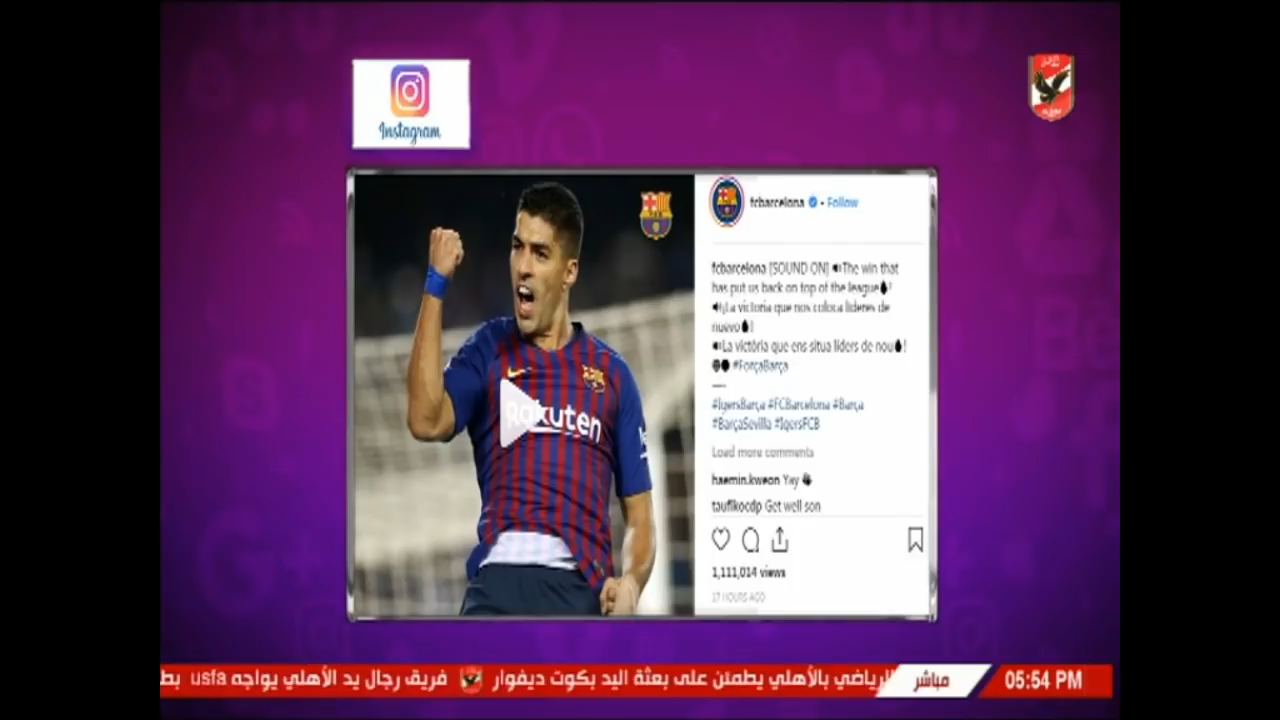 Instagram
fcbarcelona • Follow
fcbarcelona [SOUND ON] 🔊The win that
has put us back on top of the league!
¡La victoria que nos coloca líderes de
nuevo!
La victòria que ens situa líders de nou!
#ForçaBarça
—
#IgersBarça #FCBarcelona #Barça
#BarçaSevilla #IgersFCB
Load more comments
haemin.kweon Yay
taufikocdp Get well son
1,111,014 views
17 HOURS AGO
Rakuten
الرياضي بالأهلي يطمئن على بعثة اليد بكوت ديفوار
فريق رجال يد الأهلي يواجه usfa بط
مباشر
05:54 PM